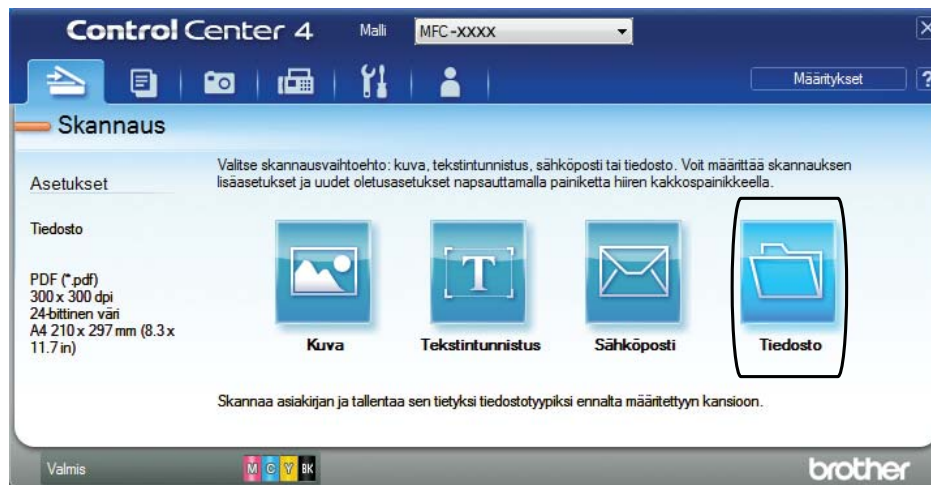 Control Center 4
Malli
MFC-XXXX
Määritykset
?
Skannaus
Valitse skannausvaihtoehto: kuva, tekstintunnistus, sähköposti tai tiedosto. Voit määrittää skannauksen
lisäasetukset ja uudet oletusasetukset napsauttamalla painiketta hiiren kakkospainikkeella.
Asetukset
Tiedosto
PDF (*.pdf)
300 x 300 dpi
24-bittinen väri
A4 210 x 297 mm (8.3 x
11.7 in)
T
Kuva
Tekstintunnistus
Sähköposti
Tiedosto
Skannaa asiakirjan ja tallentaa sen tietyksi tiedostotyypiksi ennalta määritettyyn kansioon.
Valmis
M C Y BK
brother